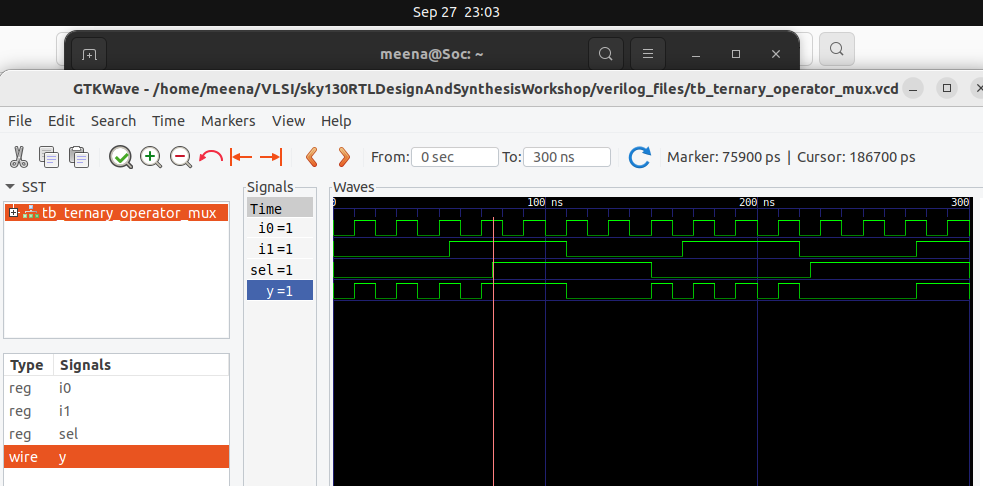 Sep 27 23:03
meena@Soc: ~
GTKWave - /home/meena/VLSI/sky130RTLDesignAndSynthesisWorkshop/verilog_files/tb_ternary_operator_mux.vcd
File Edit Search Time Markers View Help
From: 0 sec To: 300 ns Marker: 75900 ps | Cursor: 186700 ps
SST
tb_ternary_operator_mux
Type Signals
reg i0
reg i1
reg sel
wire y
Signals
Time
i0=1
i1=1
sel=1
y=1
Waves
0 100 ns 200 ns 300